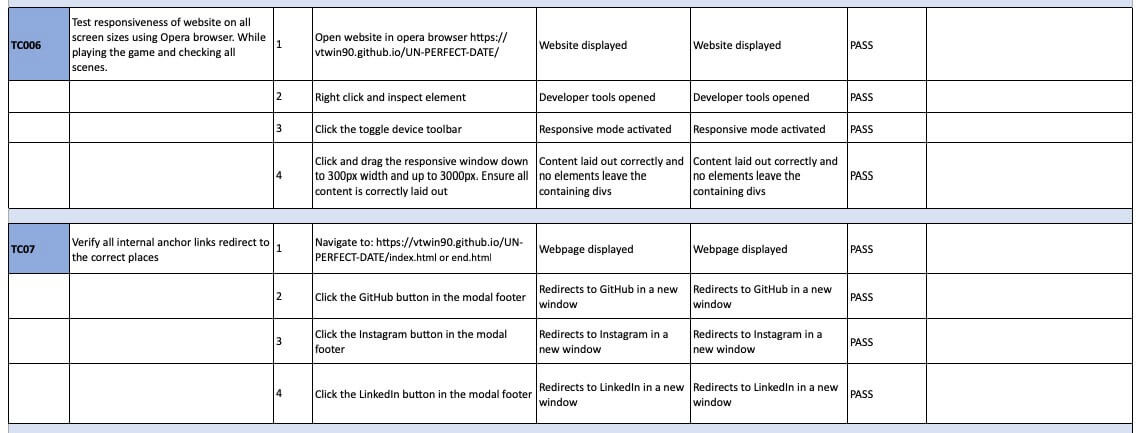 TC006
Test responsiveness of website on all
screen sizes using Opera browser. While
playing the game and checking all
scenes.
1
Open website in opera browser https://
vtwin90.github.io/UN-PERFECT-DATE/
Website displayed
Website displayed
PASS
2
Right click and inspect element
Developer tools opened
Developer tools opened
PASS
3
Click the toggle device toolbar
Responsive mode activated
Responsive mode activated
PASS
4
Click and drag the responsive window down
to 300px width and up to 3000px. Ensure all
content is correctly laid out
Content laid out correctly and
no elements leave the
containing divs
Content laid out correctly and
no elements leave the
containing divs
PASS
TC07
Verify all internal anchor links redirect to
the correct places
1
Navigate to: https://vtwin90.github.io/UN-
PERFECT-DATE/index.html or end.html
Webpage displayed
Webpage displayed
PASS
2
Click the GitHub button in the modal footer
Redirects to GitHub in a new
window
Redirects to GitHub in a new
window
PASS
3
Click the Instagram button in the modal
footer
Redirects to Instagram in a
new window
Redirects to Instagram in a
new window
PASS
4
Click the LinkedIn button in the modal footer
Redirects to LinkedIn in a new
window
Redirects to LinkedIn in a new
window
PASS